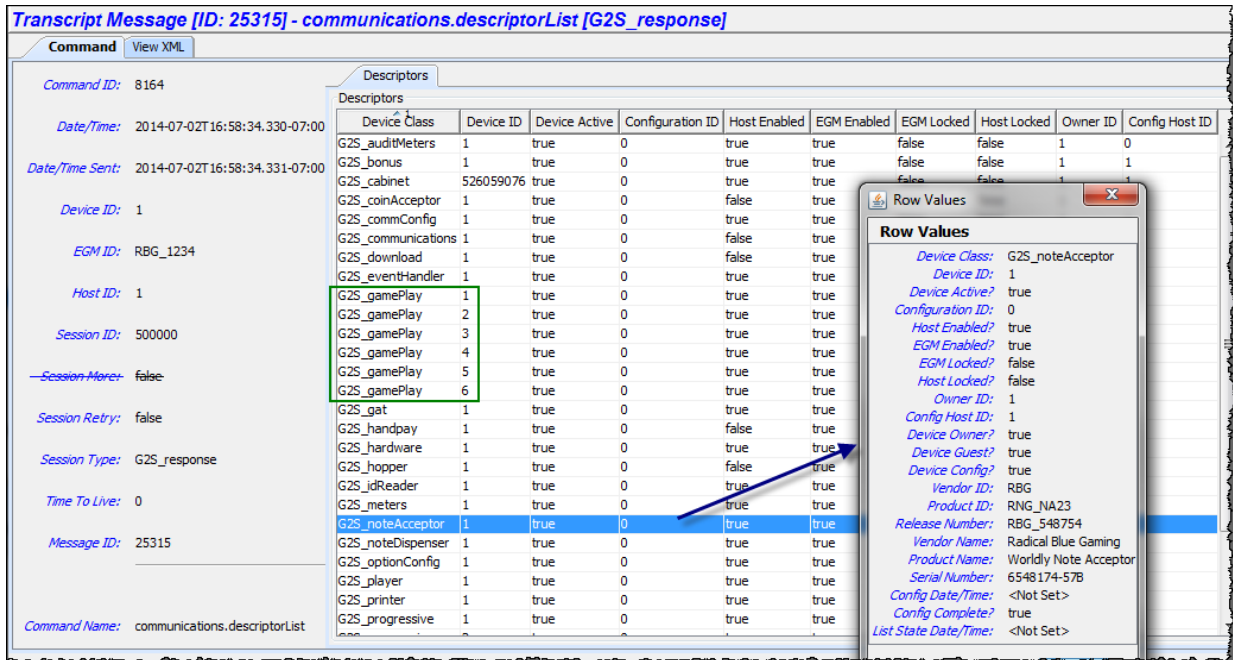 Transcript Message [ID: 25315] - communications.descriptorList [G2S_response]
Command View XML
Command ID: 8164
Date/Time: 2014-07-02T16:58:34.330-07:00
Date/Time Sent: 2014-07-02T16:58:34.331-07:00
Device ID: 1
EGM ID: RBG_1234
Host ID: 1
Session ID: 500000
Session More: false
Session Retry: false
Session Type: G2S_response
Time To Live: 0
Message ID: 25315
Command Name: communications.descriptorList
Descriptors
Descriptors
Device Class 1 Device ID Device Active Configuration ID Host Enabled EGM Enabled EGM Locked Host Locked Owner ID Config Host ID
G2S_auditMeters 1 true 0 true true false false 1 0
G2S_bonus 1 true 0 true true false false 1 1
G2S_cabinet 526059076 true 0 true true false false 1 1
G2S_coinAcceptor 1 true 0 false true
G2S_commConfig 1 true 0 true true
G2S_communications 1 true 0 false true
G2S_download 1 true 0 false true
G2S_eventHandler 1 true 0 true true
G2S_gamePlay 1 true 0 true true
G2S_gamePlay 2 true 0 true true
G2S_gamePlay 3 true 0 true true
G2S_gamePlay 4 true 0 true true
G2S_gamePlay 5 true 0 true true
G2S_gamePlay 6 true 0 true true
G2S_gat 1 true 0 true true
G2S_handpay 1 true 0 false true
G2S_hardware 1 true 0 true true
G2S_hopper 1 true 0 false true
G2S_idReader 1 true 0 true true
G2S_meters 1 true 0 true true
G2S_noteAcceptor 1 true 0 true true
G2S_noteDispenser 1 true 0 true true
G2S_optionConfig 1 true 0 true true
G2S_player 1 true 0 true true
G2S_printer 1 true 0 true true
G2S_progressive 1 true 0 true true
Row Values
Row Values
Device Class: G2S_noteAcceptor
Device ID: 1
Device Active? true
Configuration ID: 0
Host Enabled? true
EGM Enabled? true
EGM Locked? false
Host Locked? false
Owner ID: 1
Config Host ID: 1
Device Owner? true
Device Guest? true
Device Config? true
Vendor ID: RBG
Product ID: RNG_NA23
Release Number: RBG_548754
Vendor Name: Radical Blue Gaming
Product Name: Worldly Note Acceptor
Serial Number: 6548174-57B
Config Date/Time: <Not Set>
Config Complete? true
List State Date/Time: <Not Set>